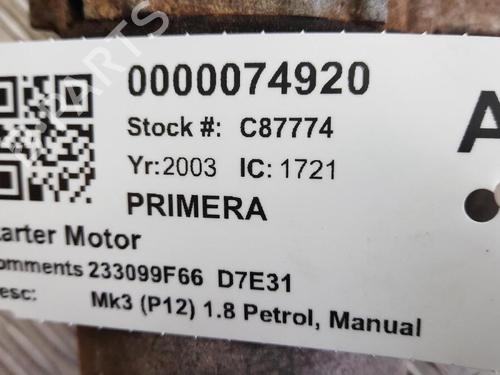 0000074920
Stock #: C87774
A
Yr:2003 IC: 1721
PRIMERA
tarter Motor
omments 233099F66 D7E31
esc: Mk3 (P12) 1.8 Petrol, Manual